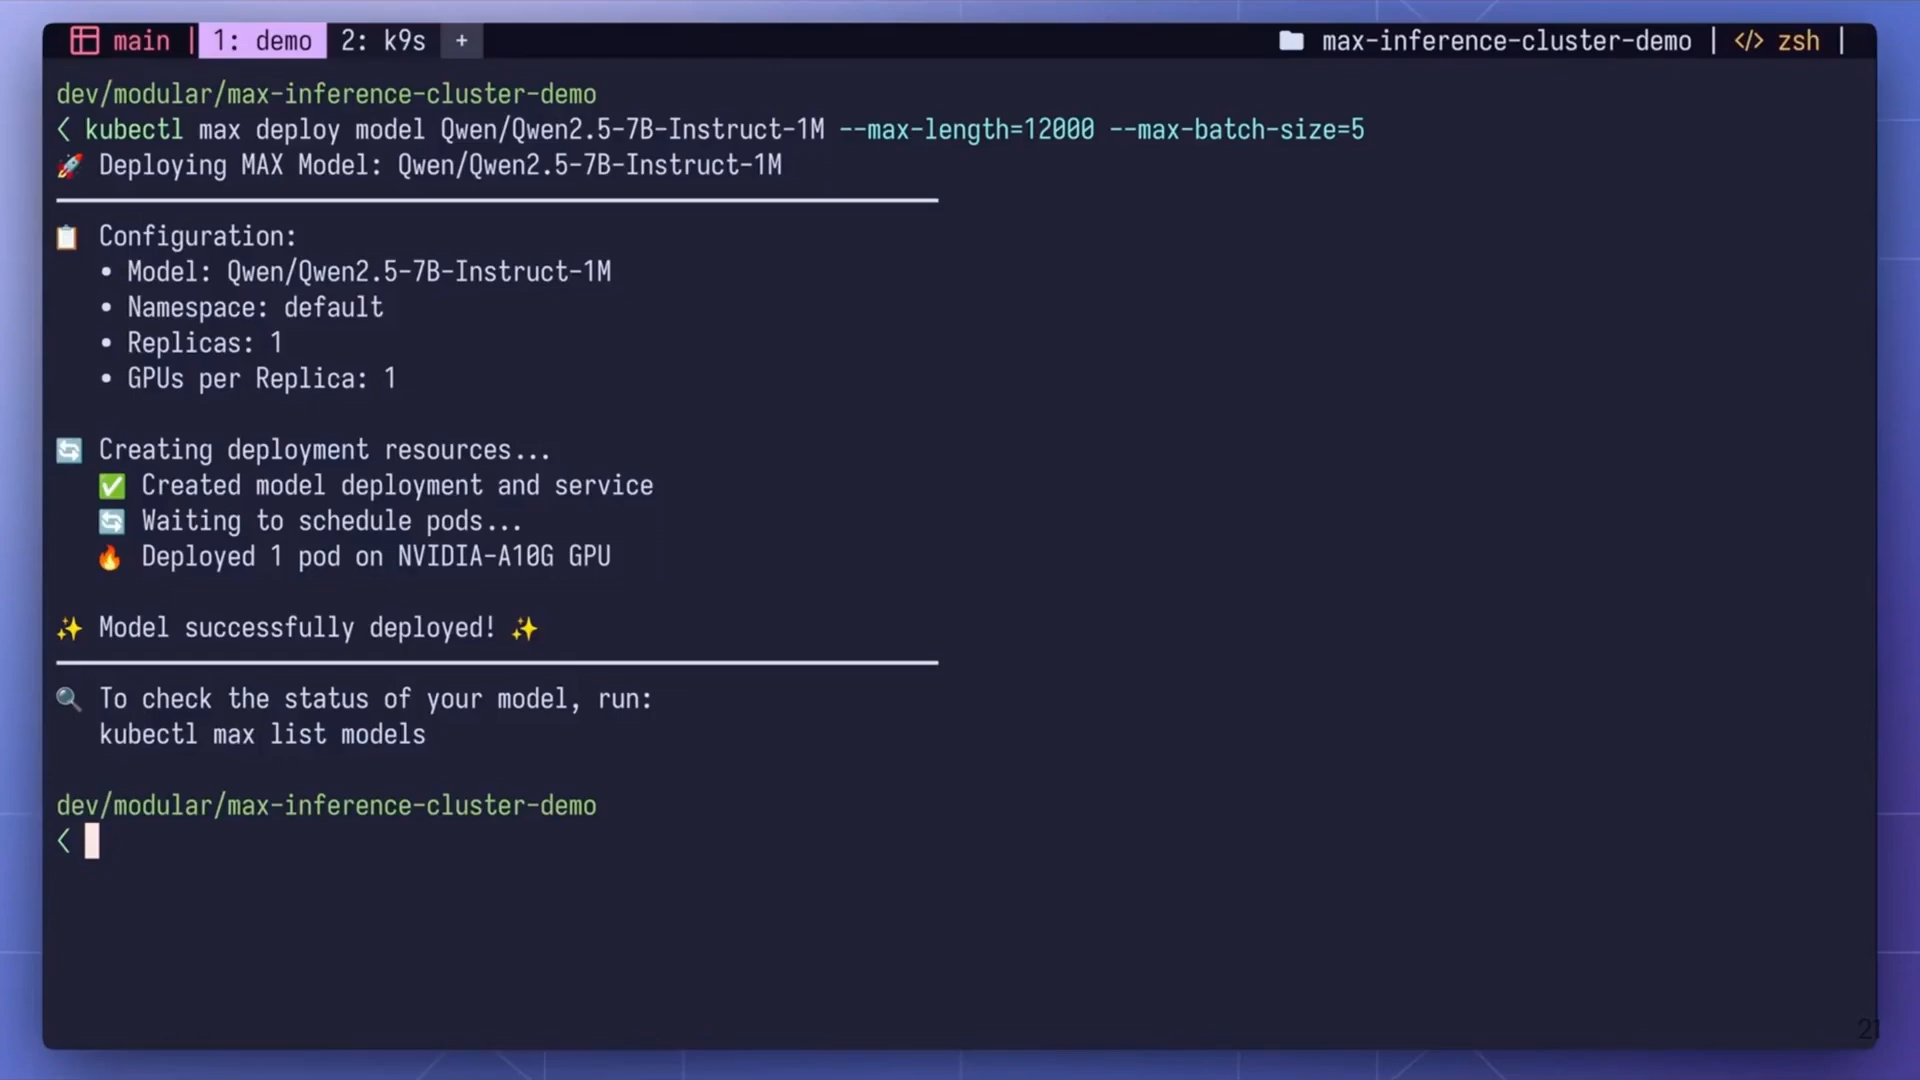 main | 1: demo 2: k9s + max-inference-cluster-demo | </> zsh |
dev/modular/max-inference-cluster-demo
< kubectl max deploy model Qwen/Qwen2.5-7B-Instruct-1M --max-length=12000 --max-batch-size=5
🚀 Deploying MAX Model: Qwen/Qwen2.5-7B-Instruct-1M
📋 Configuration:
• Model: Qwen/Qwen2.5-7B-Instruct-1M
• Namespace: default
• Replicas: 1
• GPUs per Replica: 1
🔄 Creating deployment resources...
✅ Created model deployment and service
🔄 Waiting to schedule pods...
🔥 Deployed 1 pod on NVIDIA-A10G GPU
✨ Model successfully deployed! ✨
🔍 To check the status of your model, run:
kubectl max list models
dev/modular/max-inference-cluster-demo
<
21